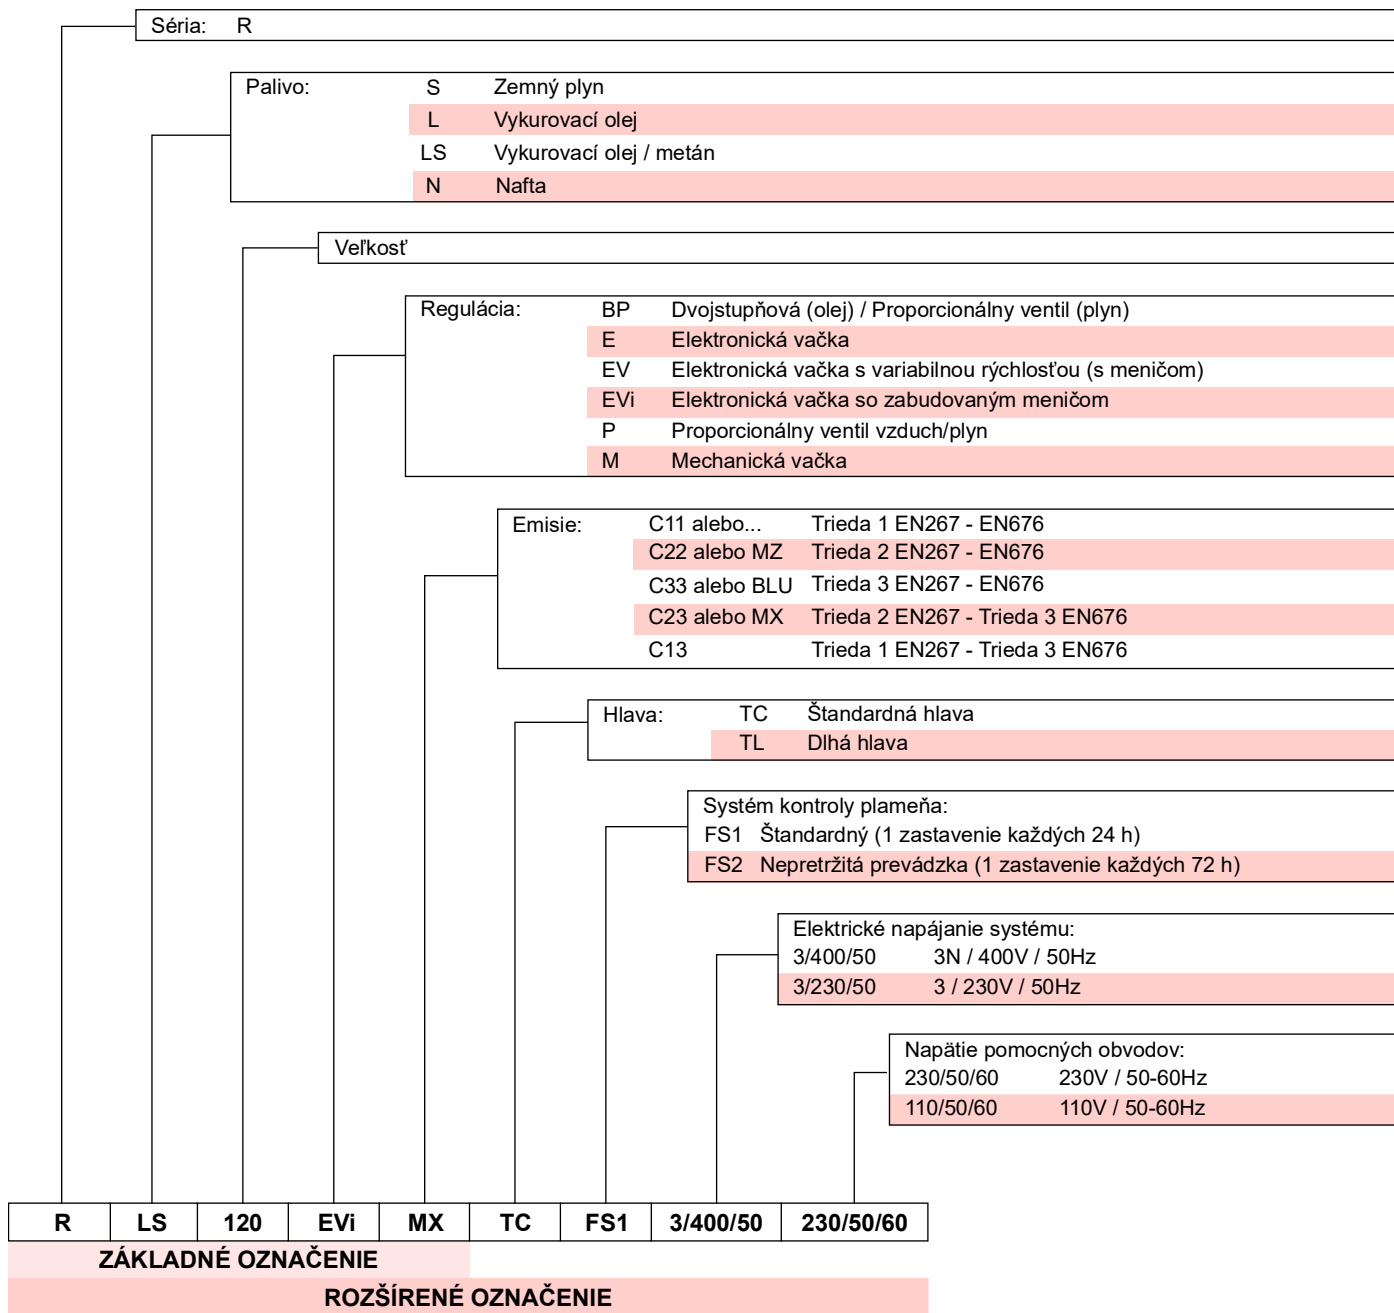 Séria: R
Palivo: S Zemný plyn
L Vykurovací olej
LS Vykurovací olej / metán
N Nafta
Veľkosť
Regulácia: BP Dvojstupňová (olej) / Proporcionálny ventil (plyn)
E Elektronická vačka
EV Elektronická vačka s variabilnou rýchlosťou (s meničom)
EVi Elektronická vačka so zabudovaným meničom
P Proporcionálny ventil vzduch/plyn
M Mechanická vačka
Emisie: C11 alebo... Trieda 1 EN267 - EN676
C22 alebo MZ Trieda 2 EN267 - EN676
C33 alebo BLU Trieda 3 EN267 - EN676
C23 alebo MX Trieda 2 EN267 - Trieda 3 EN676
C13 Trieda 1 EN267 - Trieda 3 EN676
Hlava: TC Štandardná hlava
TL Dlhá hlava
Systém kontroly plameňa:
FS1 Štandardný (1 zastavenie každých 24 h)
FS2 Nepretržitá prevádzka (1 zastavenie každých 72 h)
Elektrické napájanie systému:
3/400/50 3N / 400V / 50Hz
3/230/50 3 / 230V / 50Hz
Napätie pomocných obvodov:
230/50/60 230V / 50-60Hz
110/50/60 110V / 50-60Hz
R LS 120 EVi MX TC FS1 3/400/50 230/50/60
ZÁKLADNÉ OZNAČENIE
ROZŠÍRENÉ OZNAČENIE